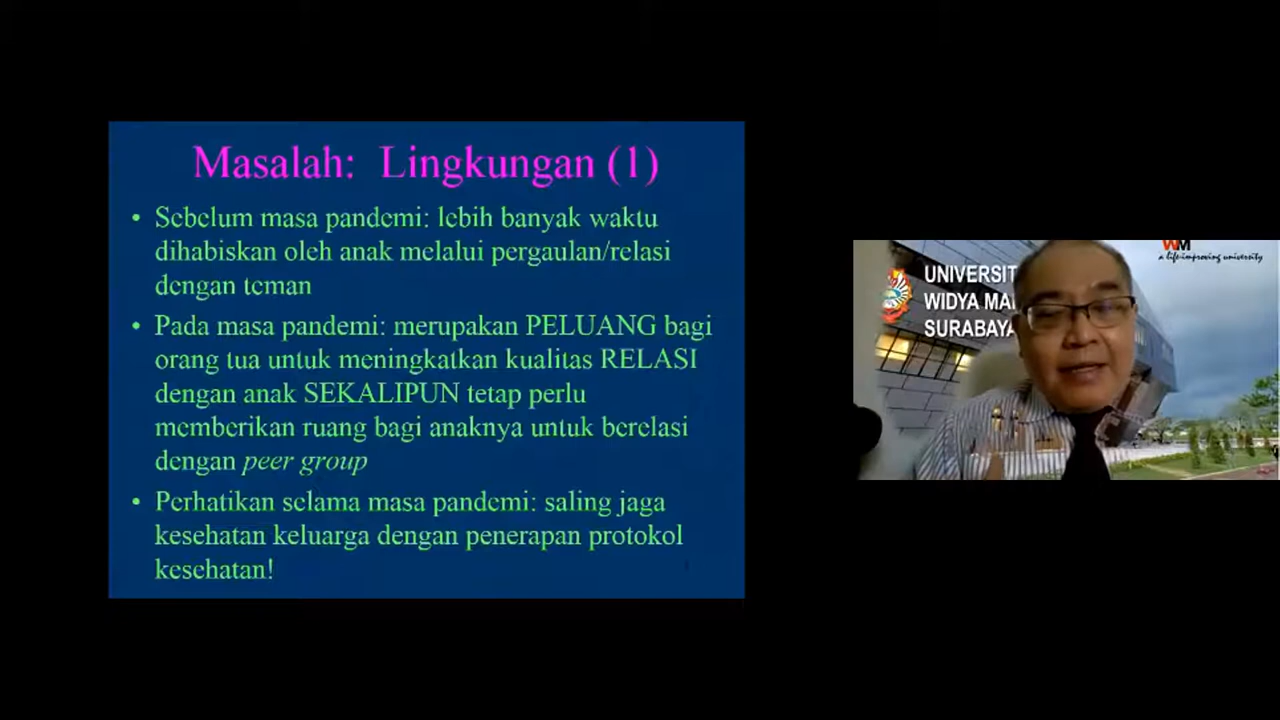 Masalah: Lingkungan (1)
• Sebelum masa pandemi: lebih banyak waktu
dihabiskan oleh anak melalui pergaulan/relasi
dengan teman
• Pada masa pandemi: merupakan PELUANG bagi
orang tua untuk meningkatkan kualitas RELASI
dengan anak SEKALIPUN tetap perlu
memberikan ruang bagi anaknya untuk berelasi
dengan peer group
• Perhatikan selama masa pandemi: saling jaga
kesehatan keluarga dengan penerapan protokol
kesehatan!
UNIVERSIT
WIDYA MA
SURABAYA
WM
a life-improving university